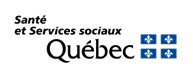 Santé
et Services sociaux
Québec